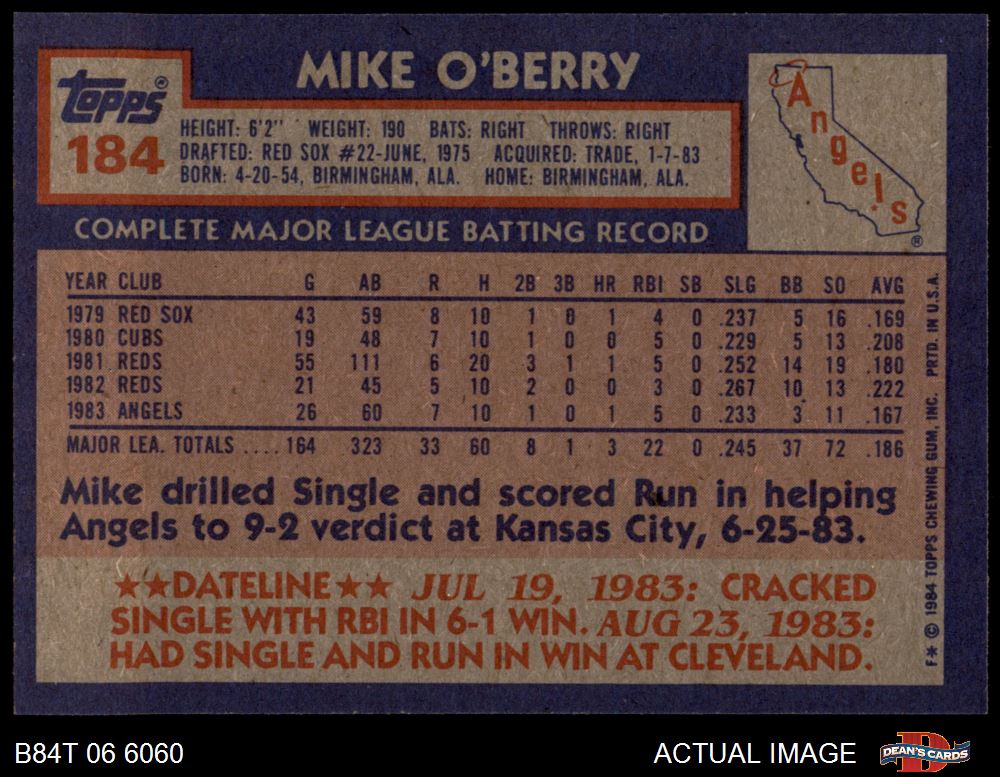 MIKE O'BERRY
Topps®
184
HEIGHT: 6'2" WEIGHT: 190 BATS: RIGHT THROWS: RIGHT
DRAFTED: RED SOX #22-JUNE, 1975 ACQUIRED: TRADE, 1-7-83
BORN: 4-20-54, BIRMINGHAM, ALA. HOME: BIRMINGHAM, ALA.
Angels
®
COMPLETE MAJOR LEAGUE BATTING RECORD
YEAR CLUB G AB R H 2B 3B HR RBI SB SLG BB SO AVG
1979 RED SOX 43 59 8 10 1 0 1 4 0 .237 5 16 .169
1980 CUBS 19 48 7 10 1 0 0 5 0 .229 5 13 .208
1981 REDS 55 111 6 20 3 1 1 5 0 .252 14 19 .180
1982 REDS 21 45 5 10 2 0 0 3 0 .267 10 13 .222
1983 ANGELS 26 60 7 10 1 0 1 5 0 .233 3 11 .167
MAJOR LEA. TOTALS .... 164 323 33 60 8 1 3 22 0 .245 37 72 .186
Mike drilled Single and scored Run in helping
Angels to 9-2 verdict at Kansas City, 6-25-83.
★★DATELINE★★ JUL 19, 1983: CRACKED
SINGLE WITH RBI IN 6-1 WIN. AUG 23, 1983:
HAD SINGLE AND RUN IN WIN AT CLEVELAND.
F* © 1984 TOPPS CHEWING GUM, INC. PRTD. IN U.S.A.
B84T 06 6060
ACTUAL IMAGE
D
DEAN'S CARDS